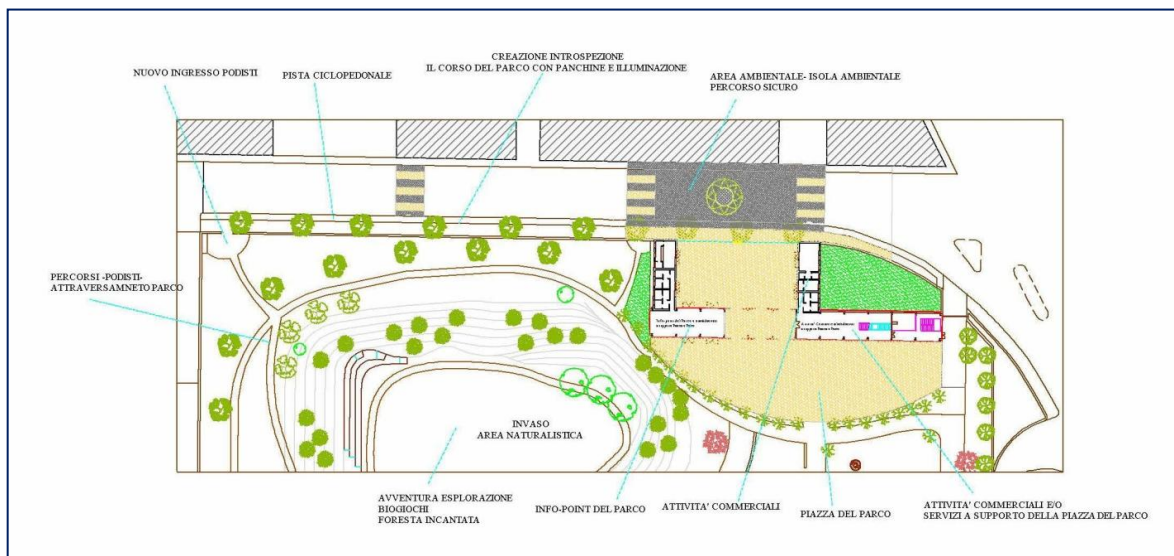 CREAZIONE INTROSPEZIONE
IL CORSO DEL PARCO CON PANCHINE E ILLUMINAZIONE
NUOVO INGRESSO PODISTI
PISTA CICLOPEDONALE
AREA AMBIENTALE- ISOLA AMBIENTALE
PERCORSO SICURO
PERCORSI -PODISTI-
ATTRAVERSAMNETO PARCO
INVASO
AREA NATURALISTICA
AVVENTURA ESPLORAZIONE
BIOGIOCHI
FORESTA INCANTATA
INFO-POINT DEL PARCO
ATTIVITA' COMMERCIALI
PIAZZA DEL PARCO
ATTIVITA' COMMERCIALI E/O
SERVIZI A SUPPORTO DELLA PIAZZA DEL PARCO